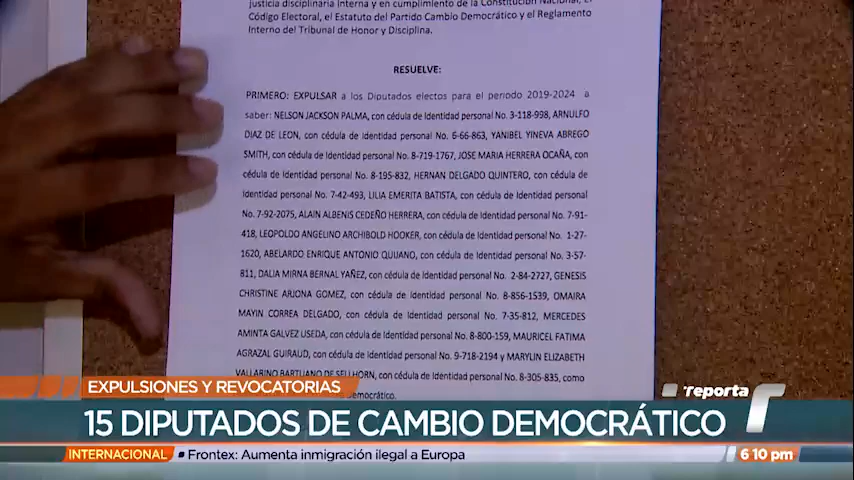 justicia disciplinaria interna y en cumplimiento de la Constitución Nacional, el
Código Electoral, el Estatuto del Partido Cambio Democrático y el Reglamento
Interno del Tribunal de Honor y Disciplina.
RESUELVE:
PRIMERO: EXPULSAR a los Diputados electos para el periodo 2019-2024 a
saber: NELSON JACKSON PALMA, con cédula de Identidad personal No. 3-118-998, ARNULFO
DIAZ DE LEON, con cédula de Identidad personal No. 6-66-863, YANIBEL YINEVA ABREGO
SMITH, con cédula de Identidad personal No. 8-719-1767, JOSE MARIA HERRERA OCAÑA, con
cédula de Identidad personal No. 8-195-832, HERNAN DELGADO QUINTERO, con cédula de
Identidad personal No. 7-42-493, LILIA EMERITA BATISTA, con cédula de Identidad personal
No. 7-92-2075, ALAIN ALBENIS CEDEÑO HERRERA, con cédula de Identidad personal No. 7-91-
418, LEOPOLDO ANGELINO ARCHIBOLD HOOKER, con cédula de Identidad personal No. 1-27-
1620, ABELARDO ENRIQUE ANTONIO QUIJANO, con cédula de Identidad personal No. 3-57-
811, DALIA MIRNA BERNAL YAÑEZ, con cédula de Identidad personal No. 2-84-2727, GENESIS
CHRISTINE ARJONA GOMEZ, con cédula de Identidad personal No. 8-856-1539, OMAIRA
MAYIN CORREA DELGADO, con cédula de Identidad personal No. 7-35-812, MERCEDES
AMINTA GALVEZ USEDA, con cédula de Identidad personal No. 8-800-159, MAURICEL FATIMA
AGRAZAL GUIRAUD, con cédula de Identidad personal No. 9-718-2194 y MARYLIN ELIZABETH
VALLARINO BARTUANO DE SELLHORN, con cédula de Identidad personal No. 8-305-835, como
Democrático.
EXPULSIONES Y REVOCATORIAS
reporta
15 DIPUTADOS DE CAMBIO DEMOCRÁTICO
INTERNACIONAL
Frontex: Aumenta inmigración ilegal a Europa
6:10 pm